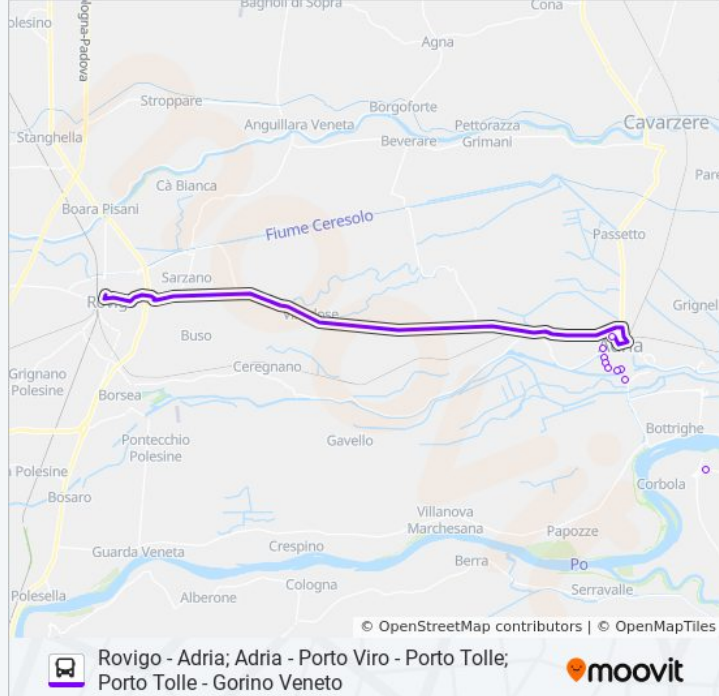 Bagnoli di Sopra
Cona
olesino
ologna-Padova
Agna
Stroppare
Borgoforte
Cavarzere
Stanghella
Anguillara Veneta
Pettorazza
Grimani
Beverare
Pare
Cà Bianca
Boara Pisani
Fiume Ceresolo
Passetto
Sarzano
Grignel
Buso
Ceregnano
Grignano
Polesine
Borsea
Pontecchio
Polesine
Gavello
Bottrighe
a Polesine
Corbola
Bosaro
Villanova
Marchesana
Papozze
Guarda Veneta
Crespino
Berra
Po
Polesella
Alberone
Cologna
Serravalle
© OpenStreetMap contributors | © OpenMapTiles
Rovigo - Adria; Adria - Porto Viro - Porto Tolle;
Porto Tolle - Gorino Veneto
moovit